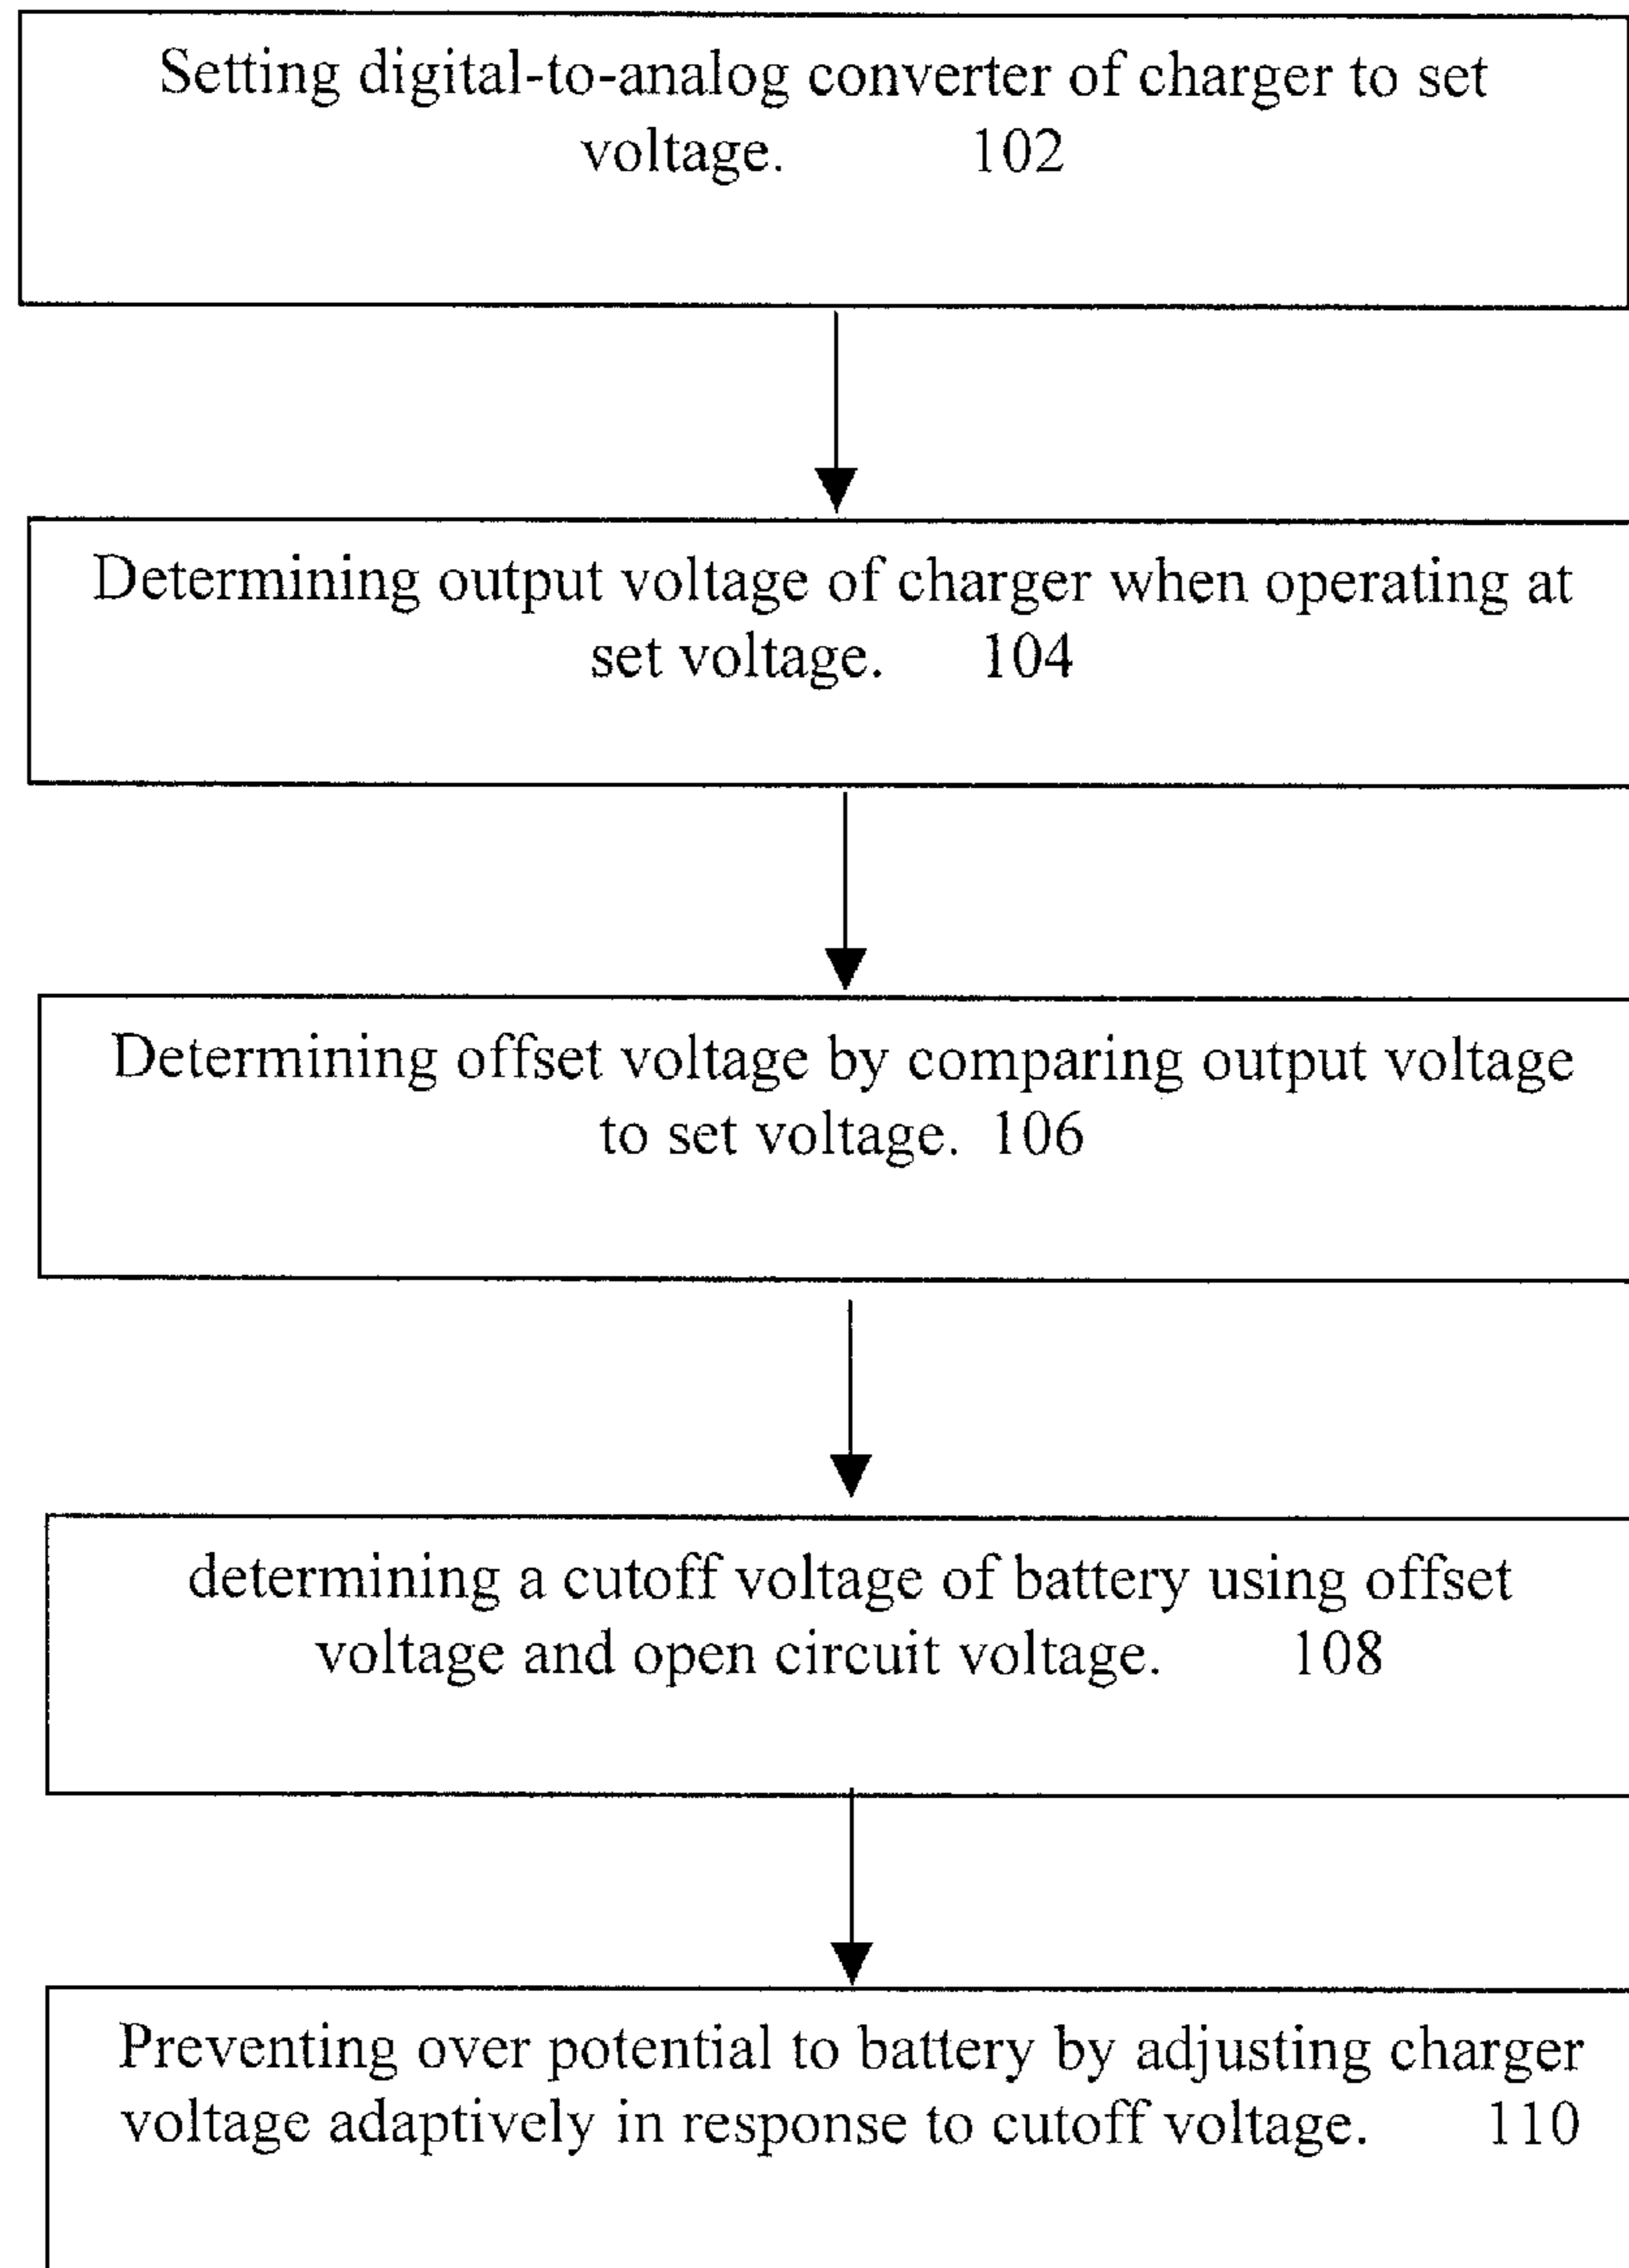 Setting digital-to-analog converter of charger to set
voltage. 102
Determining output voltage of charger when operating at
set voltage. 104
Determining offset voltage by comparing output voltage
to set voltage. 106
determining a cutoff voltage of battery using offset
voltage and open circuit voltage. 108
Preventing over potential to battery by adjusting charger
voltage adaptively in response to cutoff voltage. 110